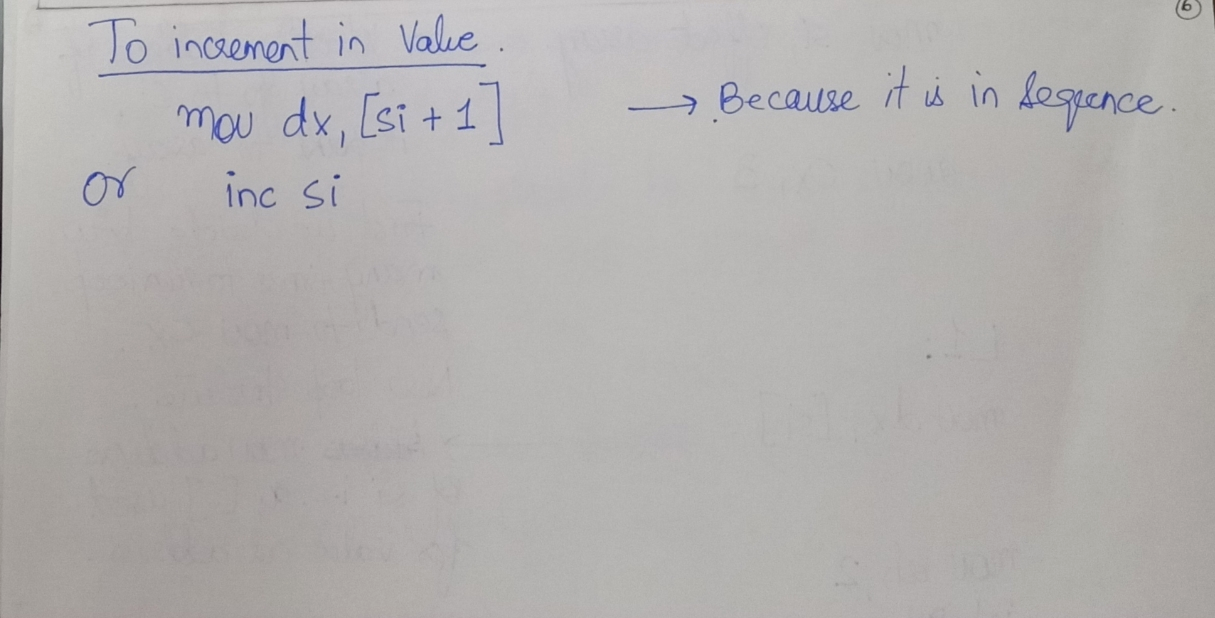 6
To increment in Value.
mov dx, [si + 1] → Because it is in Sequence.
or inc si